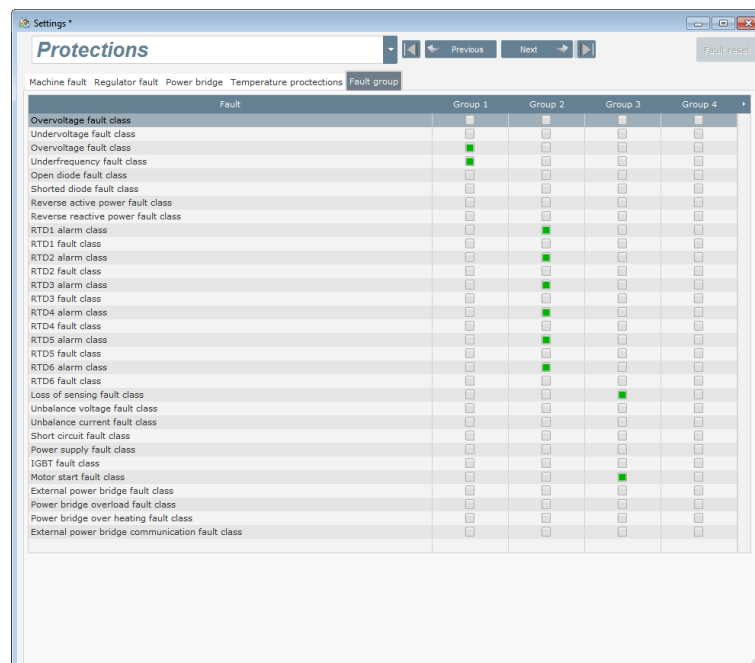 Settings *
Protections
Previous
Next
Fault reset
Machine fault Regulator fault Power bridge Temperature proctections Fault group
Fault Group 1 Group 2 Group 3 Group 4
Overvoltage fault class
Undervoltage fault class
Overvoltage fault class
Underfrequency fault class
Open diode fault class
Shorted diode fault class
Reverse active power fault class
Reverse reactive power fault class
RTD1 alarm class
RTD1 fault class
RTD2 alarm class
RTD2 fault class
RTD3 alarm class
RTD3 fault class
RTD4 alarm class
RTD4 fault class
RTD5 alarm class
RTD5 fault class
RTD6 alarm class
RTD6 fault class
Loss of sensing fault class
Unbalance voltage fault class
Unbalance current fault class
Short circuit fault class
Power supply fault class
IGBT fault class
Motor start fault class
External power bridge fault class
Power bridge overload fault class
Power bridge over heating fault class
External power bridge communication fault class